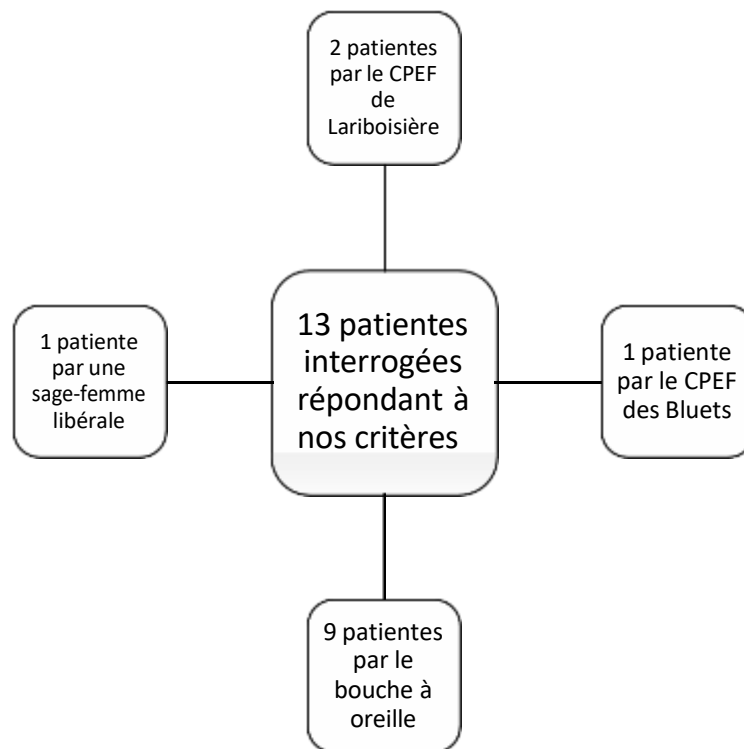 2 patientes
par le CPEF
de
Lariboisière
13 patientes
interrogées
répondant à
nos critères
1 patiente
par une
sage-femme
libérale
1 patiente
par le CPEF
des Bluets
9 patientes
par le
bouche à
oreille